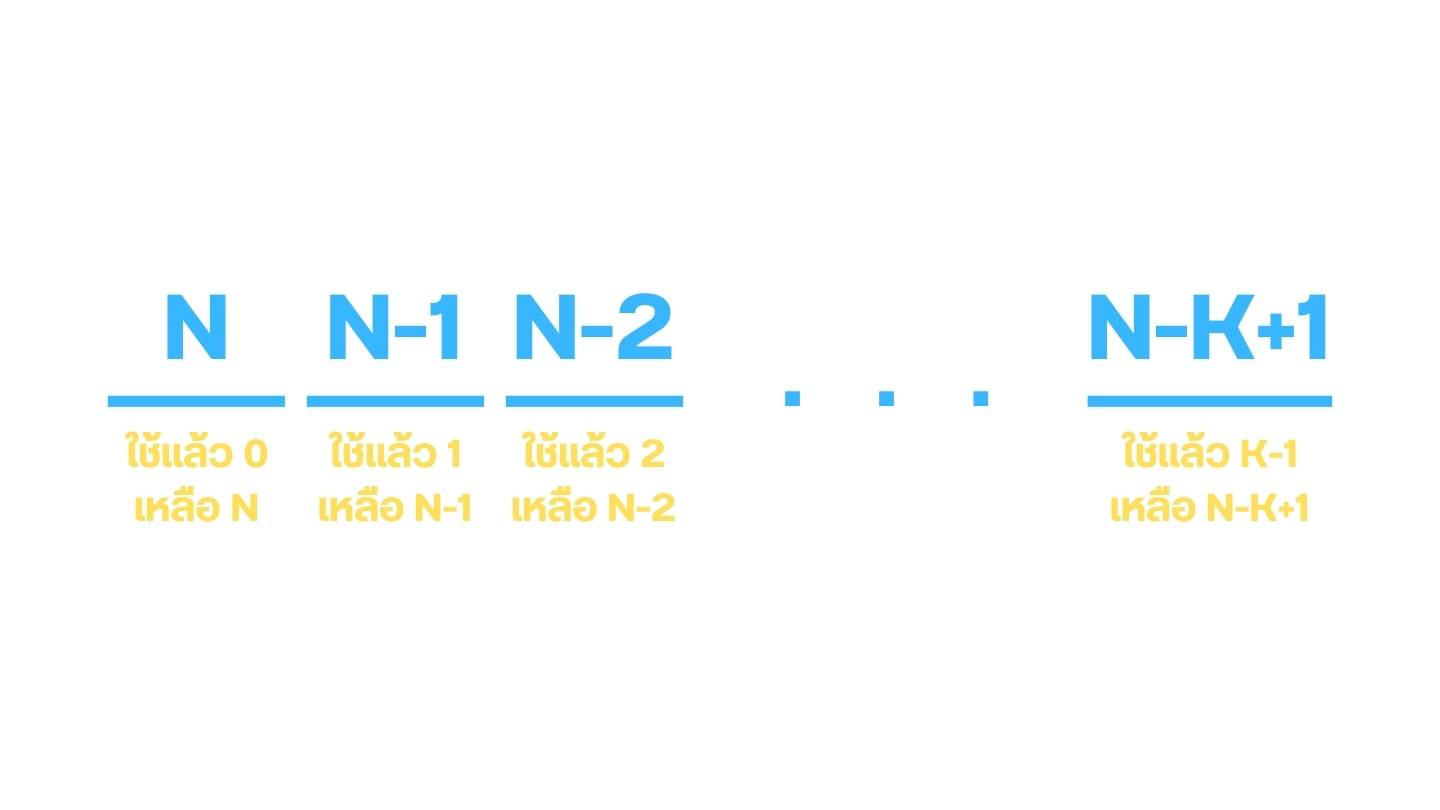 N N-1 N-2 . . . N-K+1
ใช้แล้ว 0 ใช้แล้ว 1 ใช้แล้ว 2 ใช้แล้ว K-1
เหลือ N เหลือ N-1 เหลือ N-2 เหลือ N-K+1